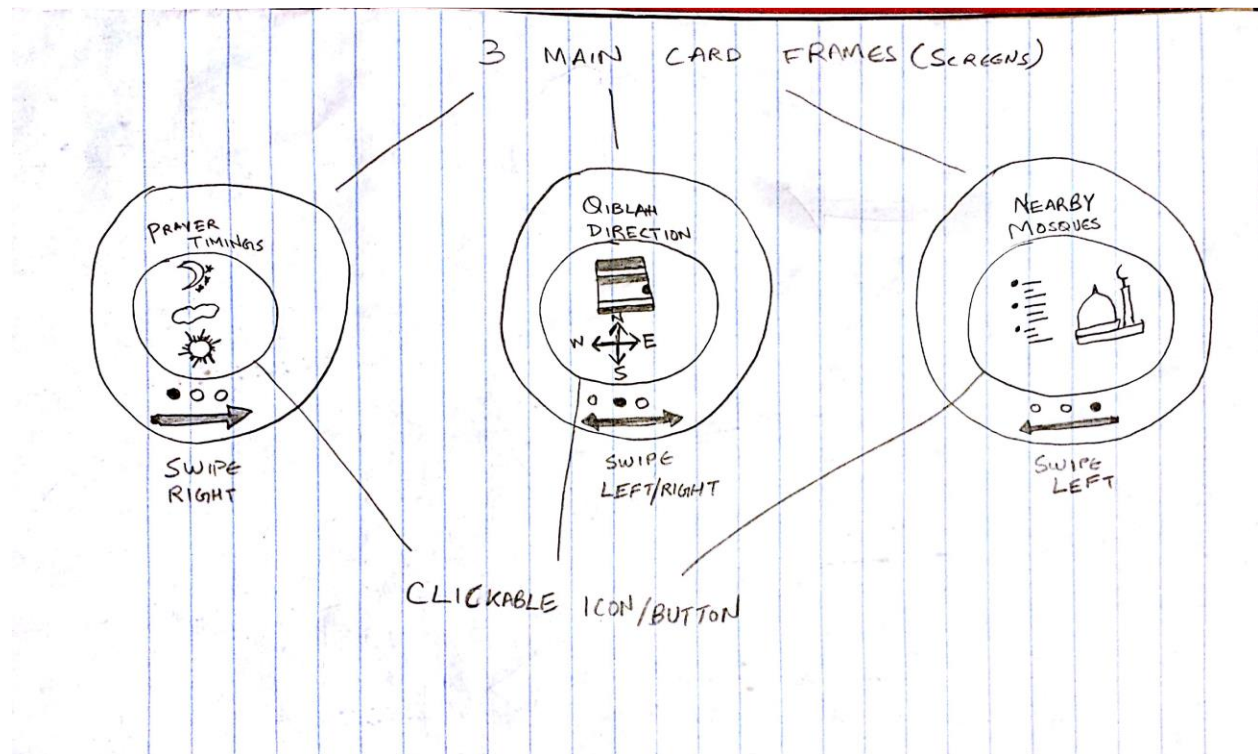 3 MAIN CARD FRAMES (SCREENS)
PRAYER
TIMINGS
QIBLAH
DIRECTION
NEARBY
MOSQUES
N
W E
S
SWIPE
RIGHT
SWIPE
LEFT/RIGHT
SWIPE
LEFT
CLICKABLE ICON/BUTTON